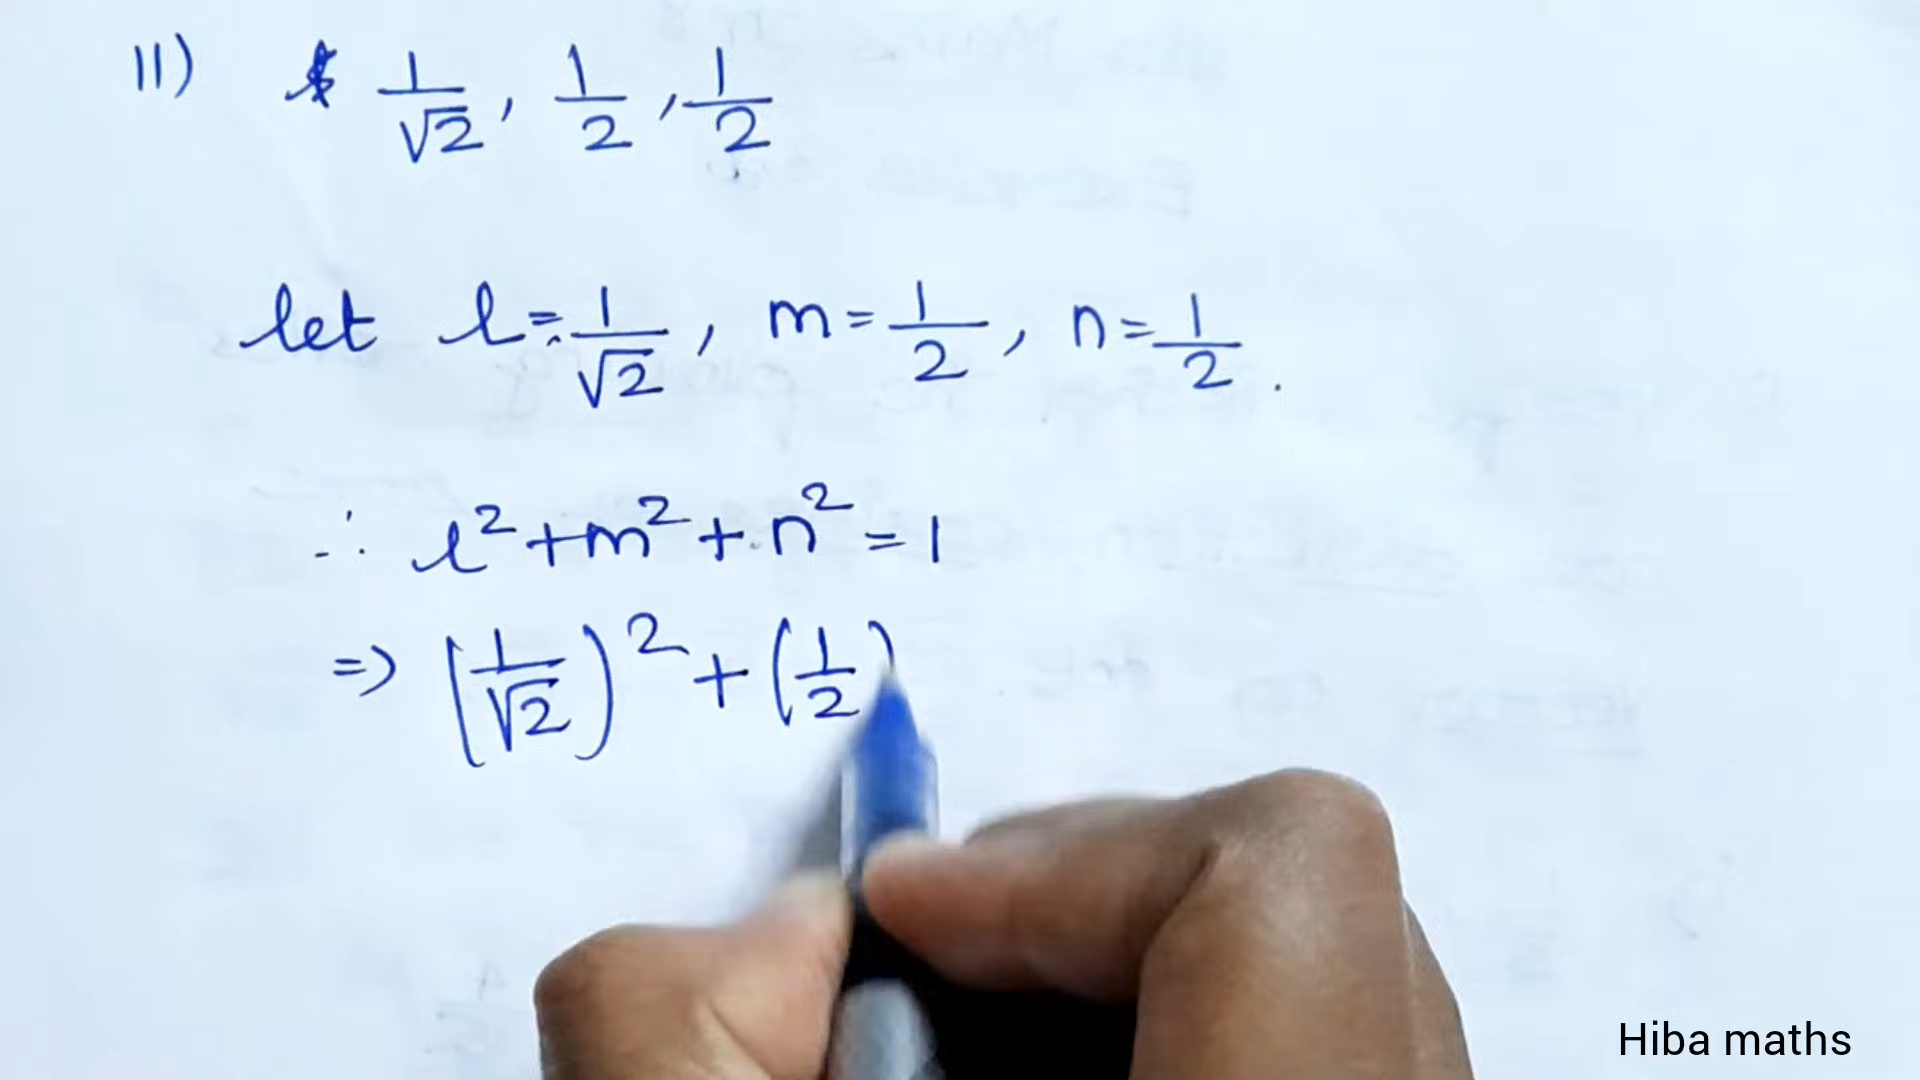 11) 1/√2, 1/2, 1/2
let l = 1/√2, m = 1/2, n = 1/2.
∴ l² + m² + n² = 1
=> (1/√2)² + (1/2)
Hiba maths